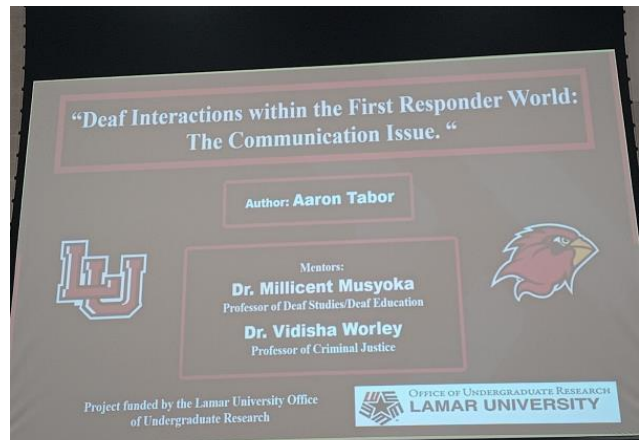 “Deaf Interactions within the First Responder World:
The Communication Issue. “
Author: Aaron Tabor
LU
Mentors:
Dr. Millicent Musyoka
Professor of Deaf Studies/Deaf Education
Dr. Vidisha Worley
Professor of Criminal Justice
Project funded by the Lamar University Office
of Undergraduate Research
OFFICE OF UNDERGRADUATE RESEARCH
LAMAR UNIVERSITY